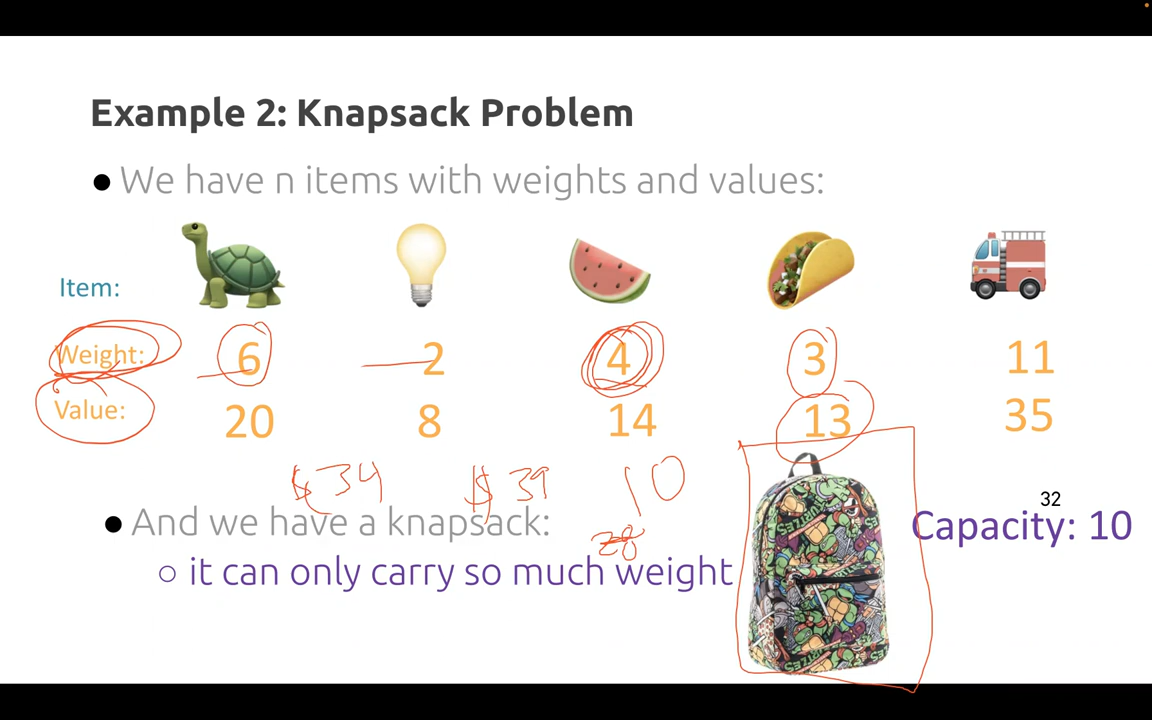 Example 2: Knapsack Problem
● We have n items with weights and values:
Item:
Weight: 6 2 4 3 11
Value: 20 8 14 13 35
$34 $39 10
● And we have a knapsack:
28
32
Capacity: 10
○ it can only carry so much weight